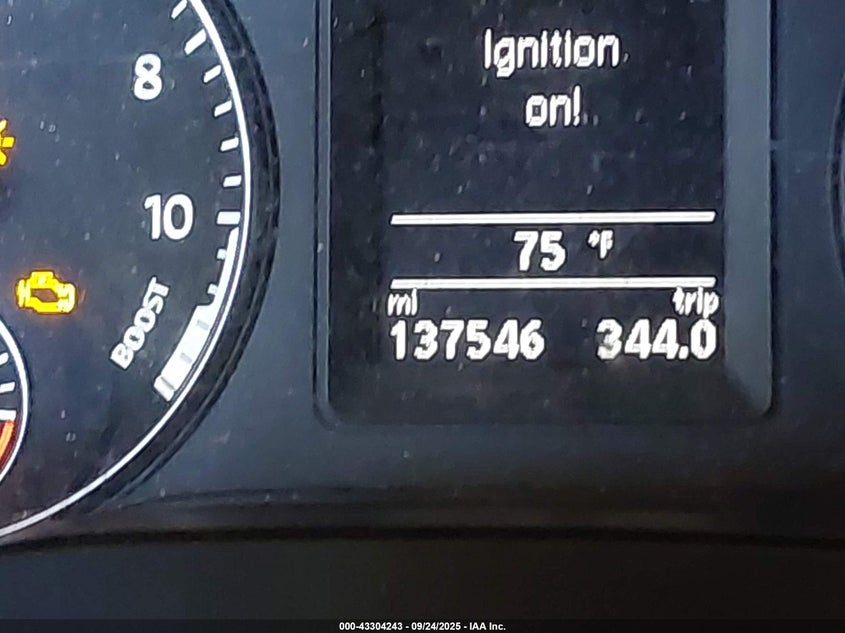 Ignition
on!
8
10
BOOST
75 °F
mi trip
137546 344.0
000-43304243 - 09/24/2025 - IAA Inc.